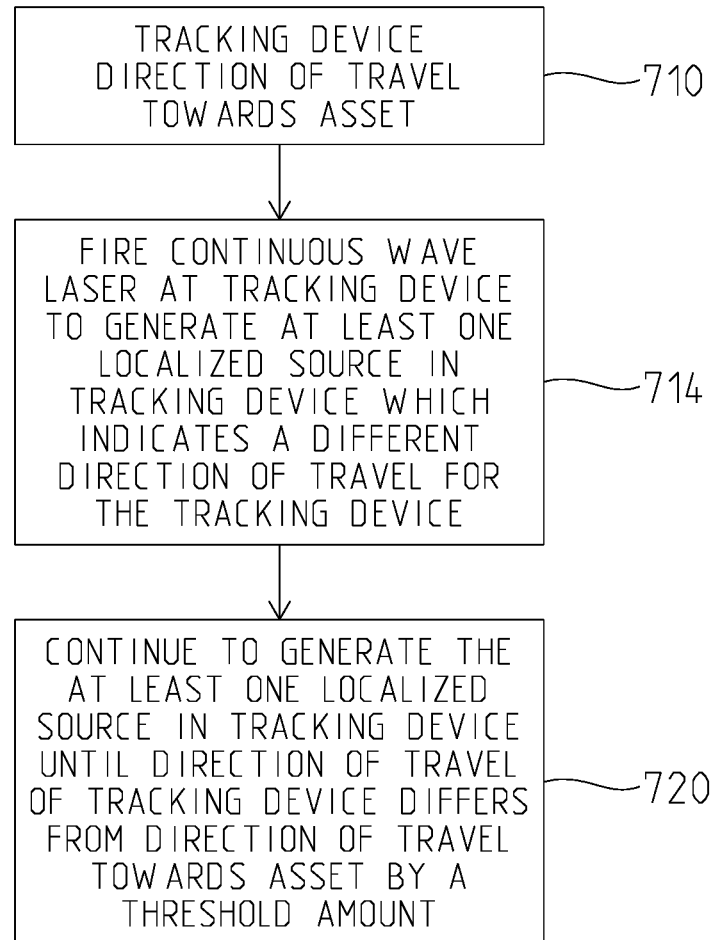 TRACKING DEVICE
DIRECTION OF TRAVEL
TOWARDS ASSET
710
FIRE CONTINUOUS WAVE
LASER AT TRACKING DEVICE
TO GENERATE AT LEAST ONE
LOCALIZED SOURCE IN
TRACKING DEVICE WHICH
INDICATES A DIFFERENT
DIRECTION OF TRAVEL FOR
THE TRACKING DEVICE
714
CONTINUE TO GENERATE THE
AT LEAST ONE LOCALIZED
SOURCE IN TRACKING DEVICE
UNTIL DIRECTION OF TRAVEL
OF TRACKING DEVICE DIFFERS
FROM DIRECTION OF TRAVEL
TOWARDS ASSET BY A
THRESHOLD AMOUNT
720